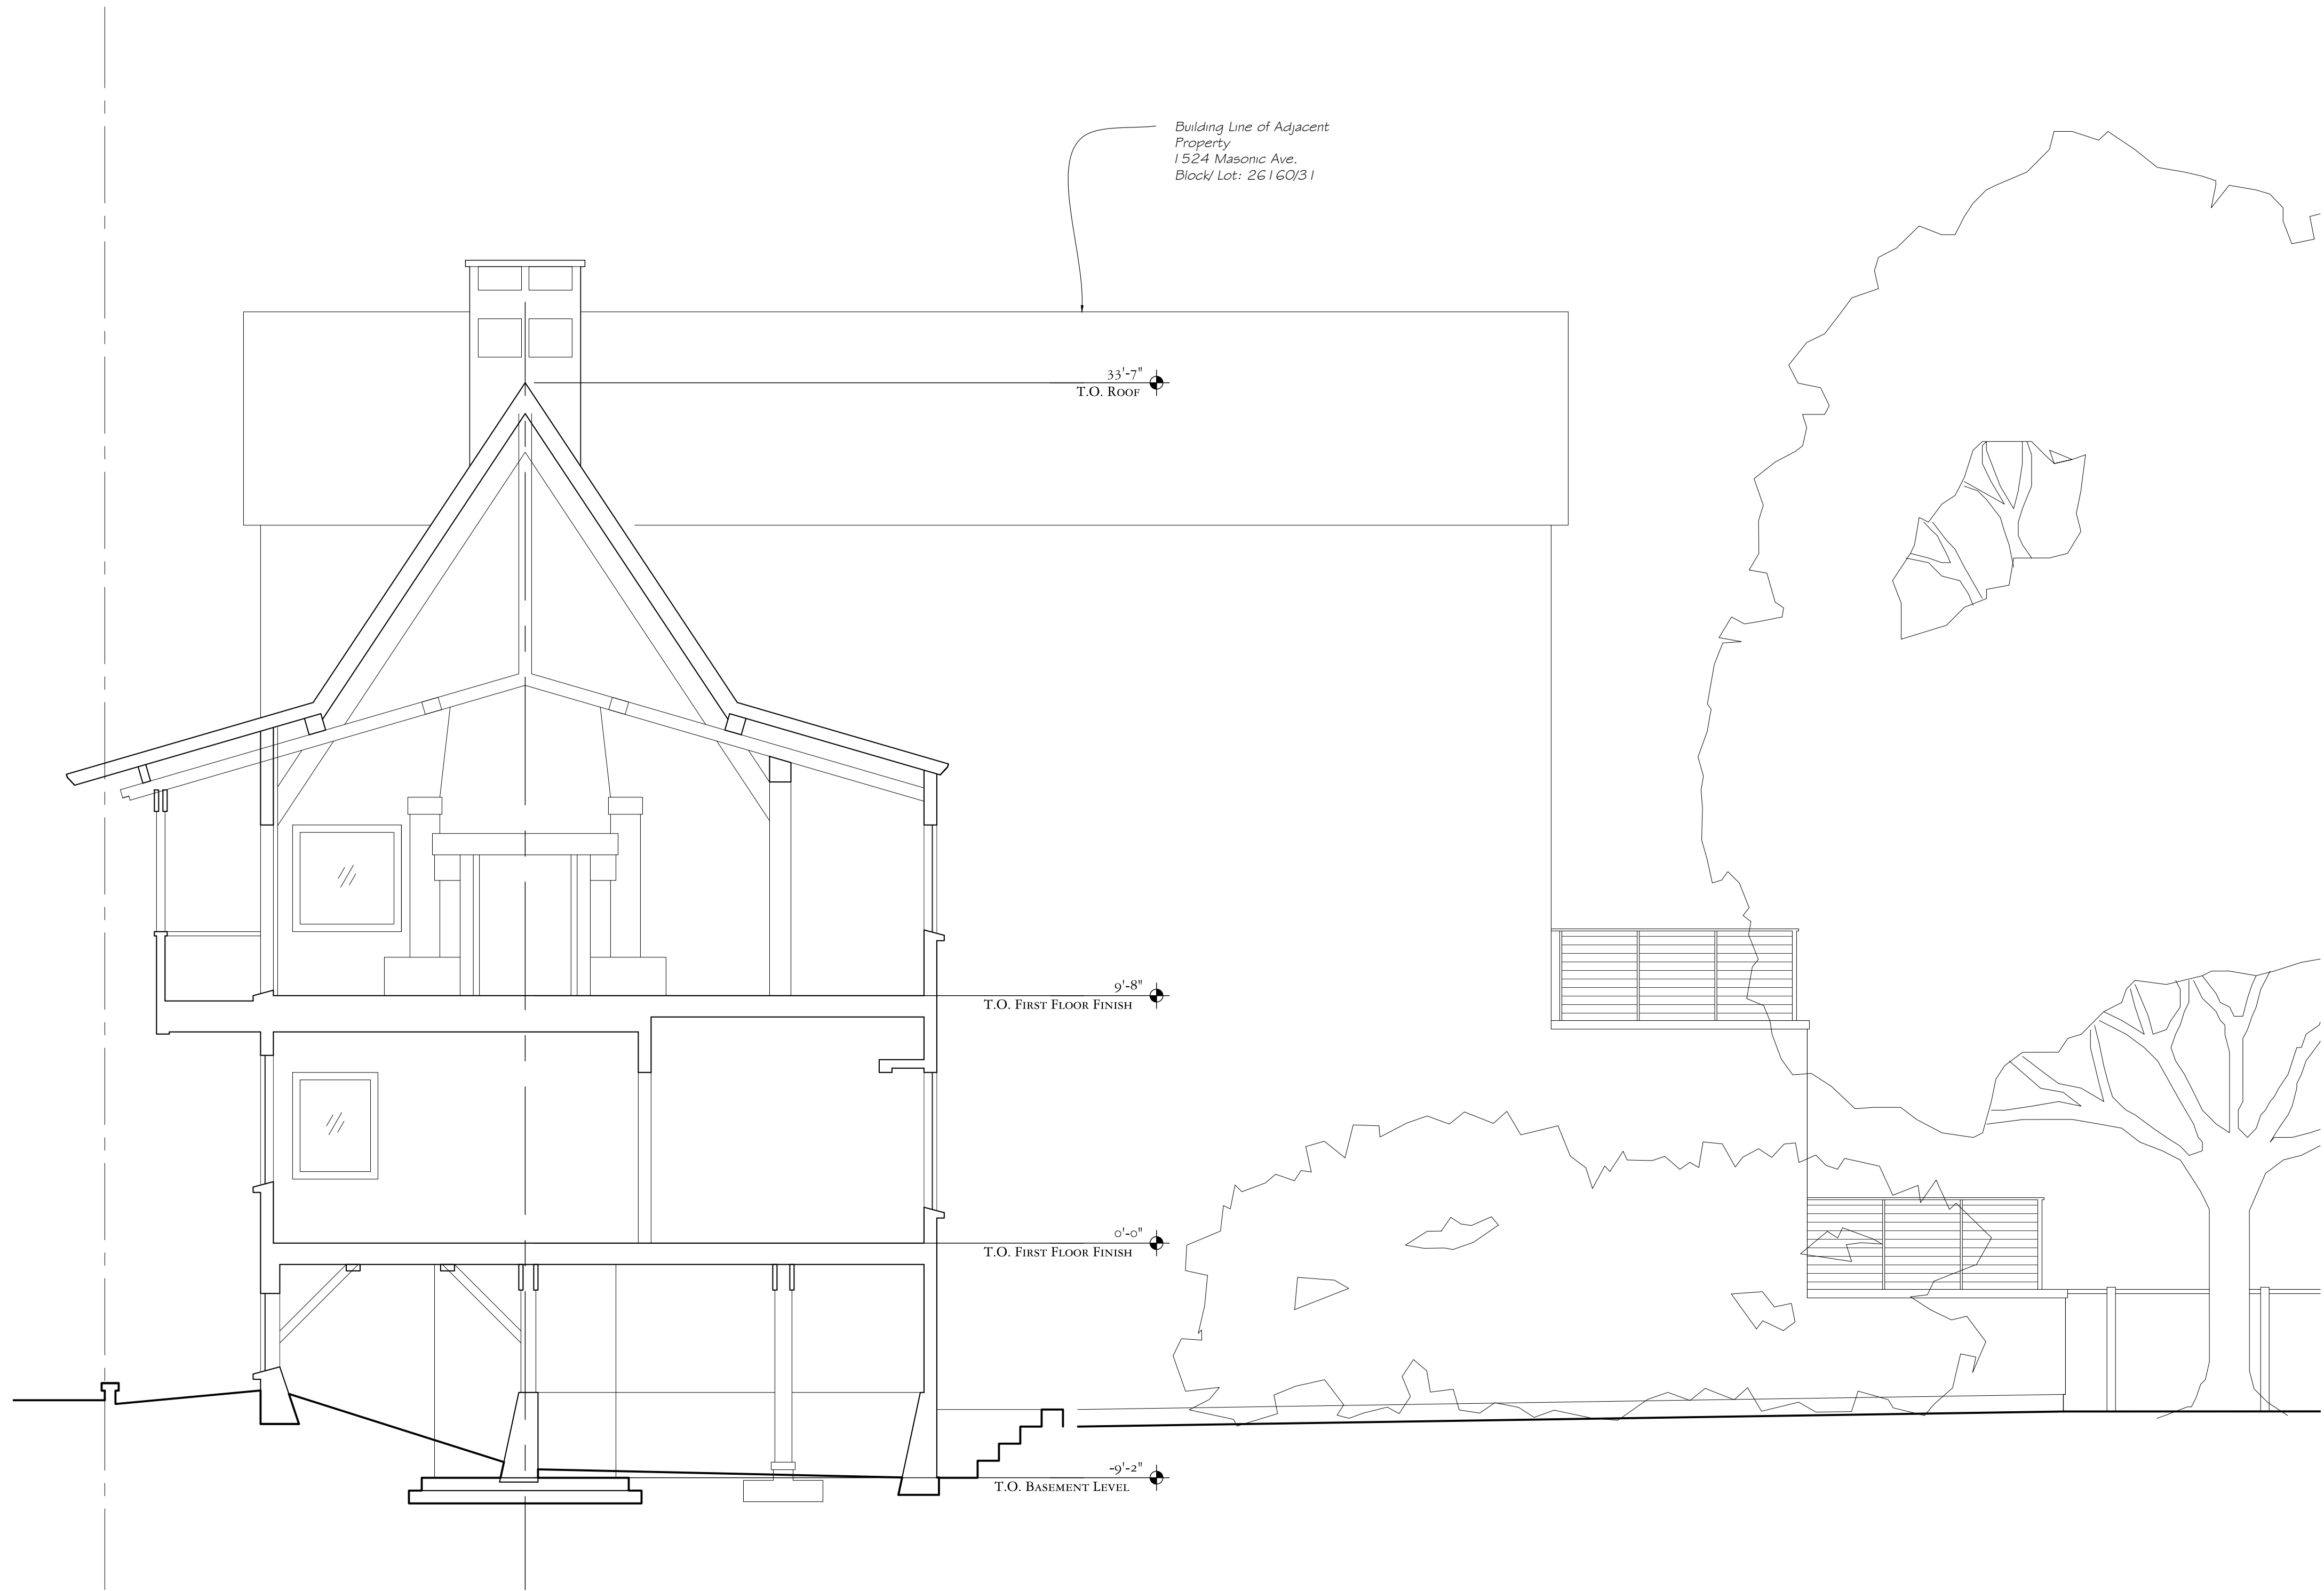 Building Line of Adjacent
Property
1524 Masonic Ave.
Block/ Lot: 26160/31
33'-7"
T.O. Roof
9'-8"
T.O. First Floor Finish
0'-0"
T.O. First Floor Finish
-9'-2"
T.O. Basement Level